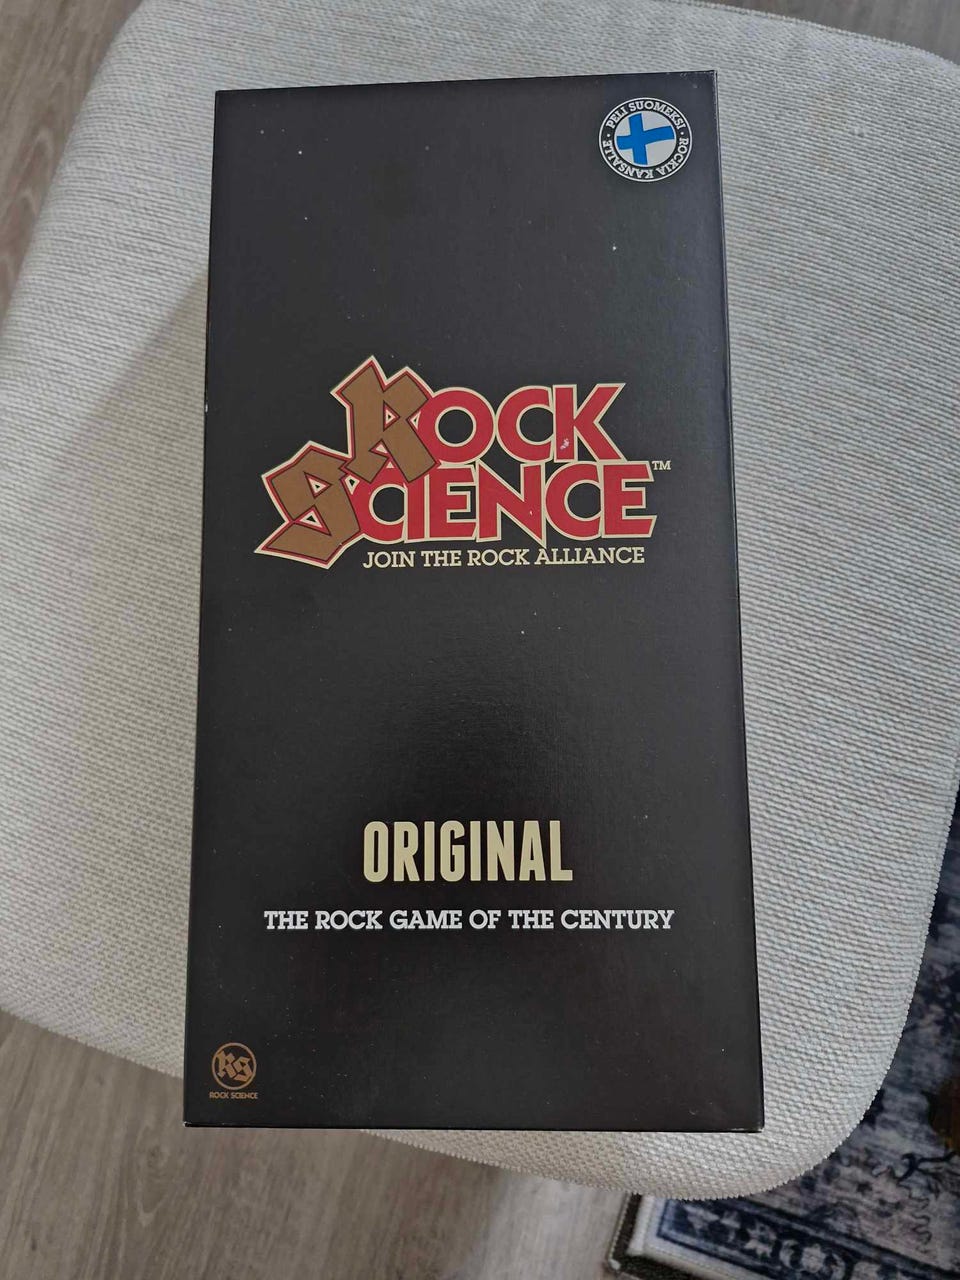 PELI SUOMEKSI • ROCKIA KANSALLE •
ROCK
SCIENCE™
JOIN THE ROCK ALLIANCE
ORIGINAL
THE ROCK GAME OF THE CENTURY
RS
ROCK SCIENCE